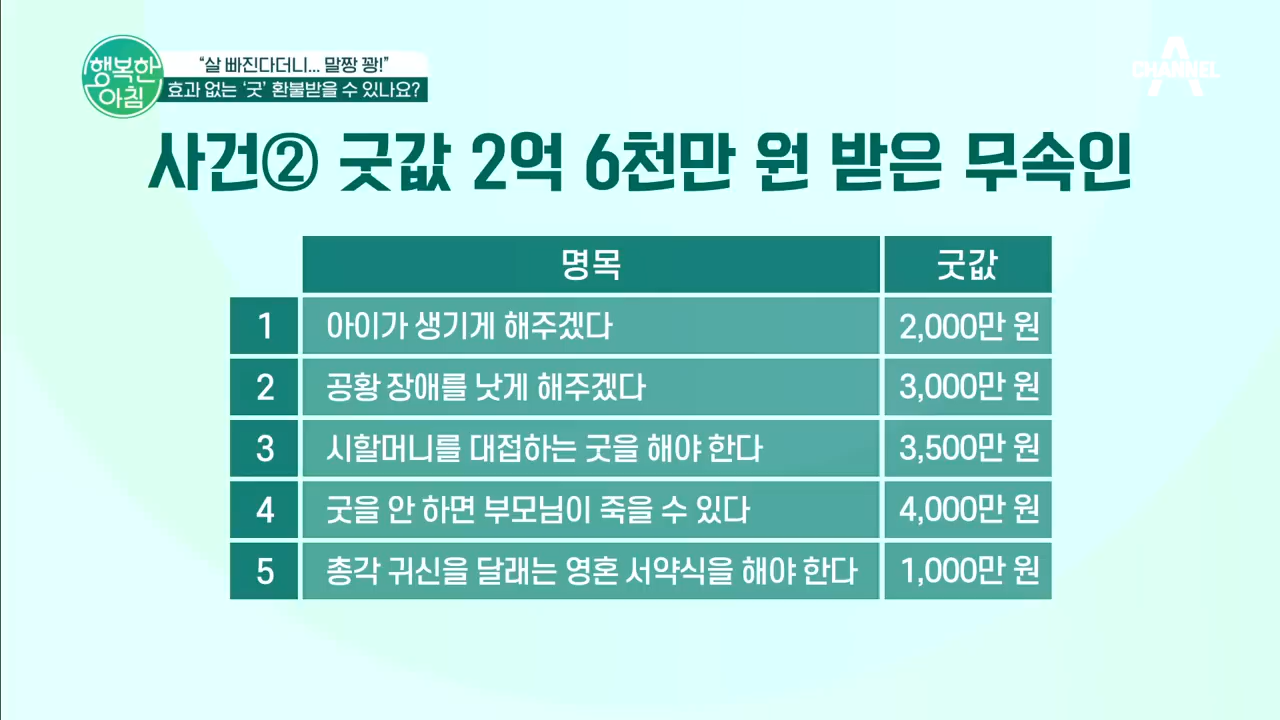 행복한
아침
“살 빠진다더니... 말짱 꽝!”
효과 없는 ‘굿’ 환불받을 수 있나요?
CHANNEL A
사건② 굿값 2억 6천만 원 받은 무속인
명목 굿값
1 아이가 생기게 해주겠다 2,000만 원
2 공황 장애를 낫게 해주겠다 3,000만 원
3 시할머니를 대접하는 굿을 해야 한다 3,500만 원
4 굿을 안 하면 부모님이 죽을 수 있다 4,000만 원
5 총각 귀신을 달래는 영혼 서약식을 해야 한다 1,000만 원